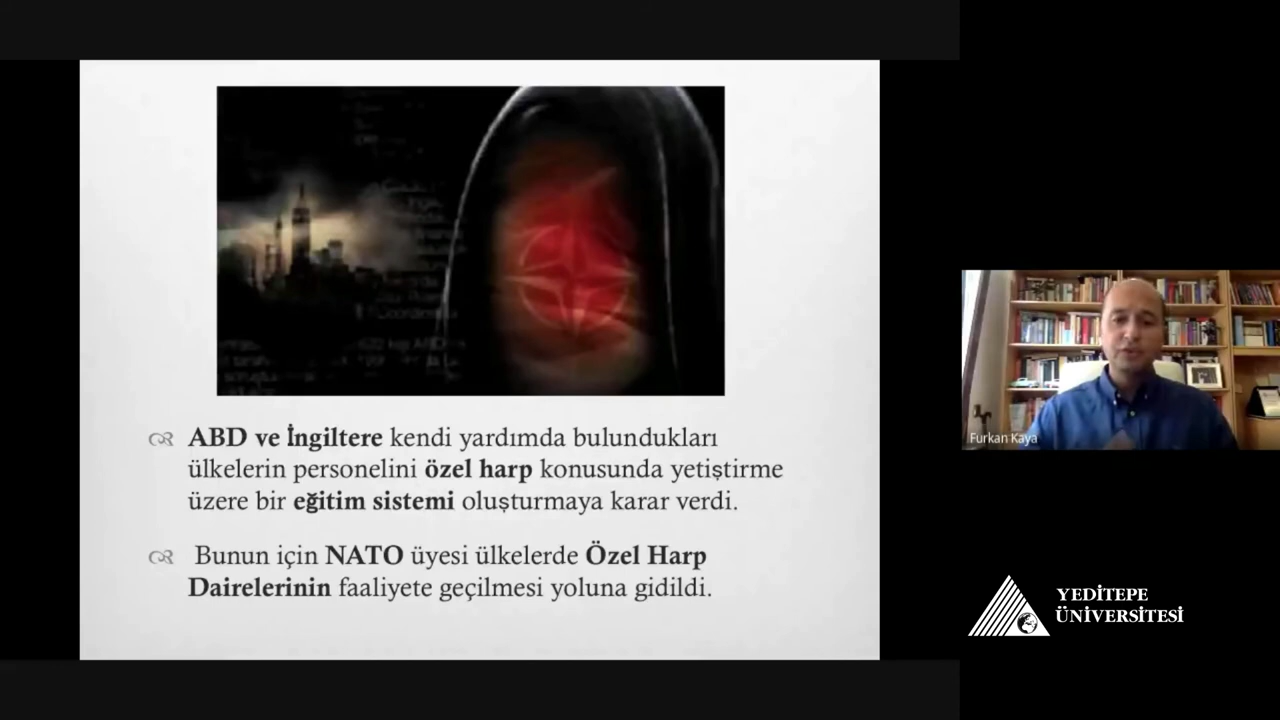 ABD ve İngiltere kendi yardımda bulundukları
ülkelerin personelini özel harp konusunda yetiştirme
üzere bir eğitim sistemi oluşturmaya karar verdi.
Bunun için NATO üyesi ülkelerde Özel Harp
Dairelerinin faaliyete geçilmesi yoluna gidildi.
Furkan Kaya
YEDİTEPE
ÜNİVERSİTESİ